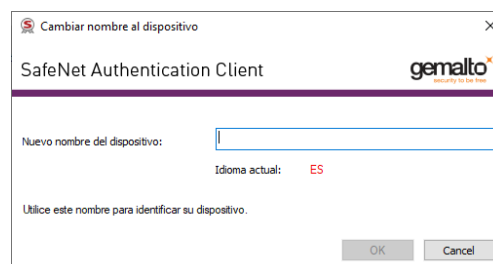 Cambiar nombre al dispositivo
SafeNet Authentication Client
gemalto
security to be free
Nuevo nombre del dispositivo:
Idioma actual: ES
Utilice este nombre para identificar su dispositivo.
OK Cancel